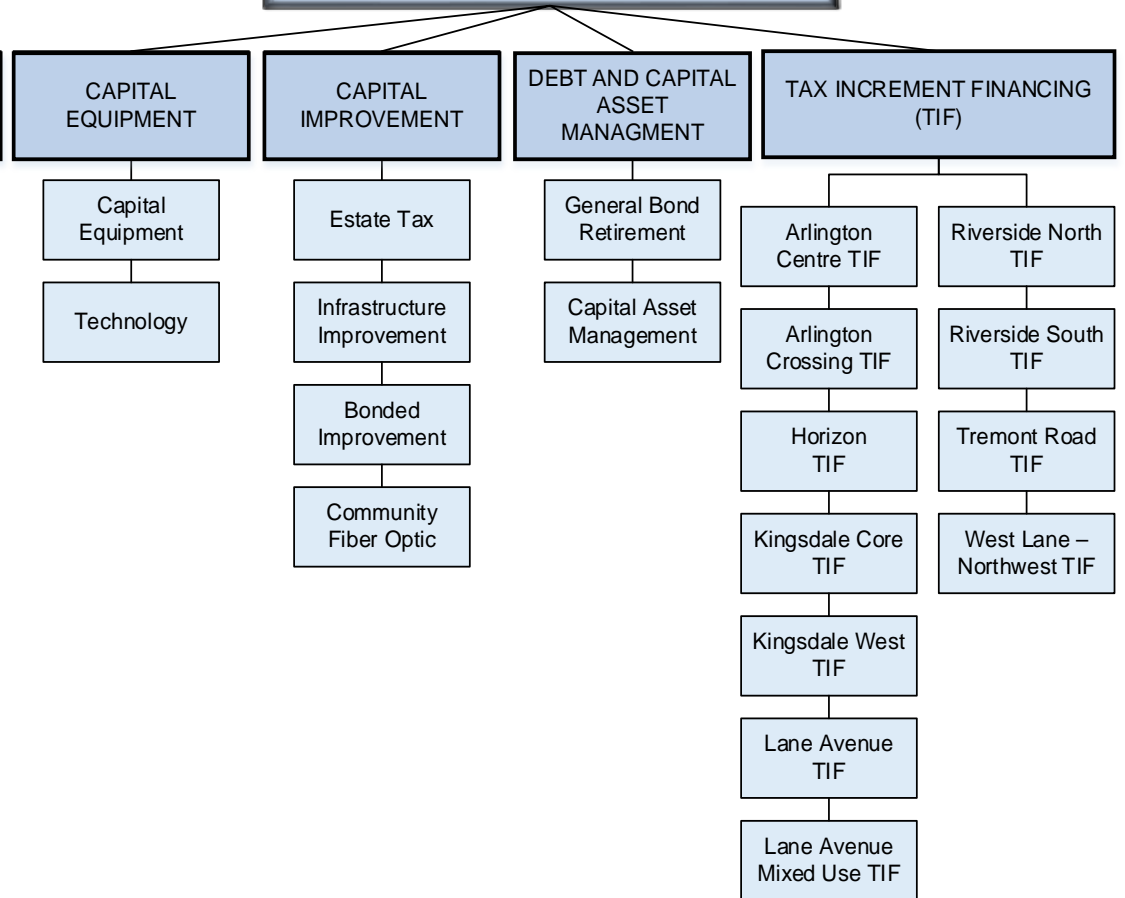 CAPITAL
EQUIPMENT
Capital
Equipment
Technology
CAPITAL
IMPROVEMENT
Estate Tax
Infrastructure
Improvement
Bonded
Improvement
Community
Fiber Optic
DEBT AND CAPITAL
ASSET
MANAGMENT
General Bond
Retirement
Capital Asset
Management
TAX INCREMENT FINANCING
(TIF)
Arlington
Centre TIF
Arlington
Crossing TIF
Horizon
TIF
Kingsdale Core
TIF
Kingsdale West
TIF
Lane Avenue
TIF
Lane Avenue
Mixed Use TIF
Riverside North
TIF
Riverside South
TIF
Tremont Road
TIF
West Lane –
Northwest TIF